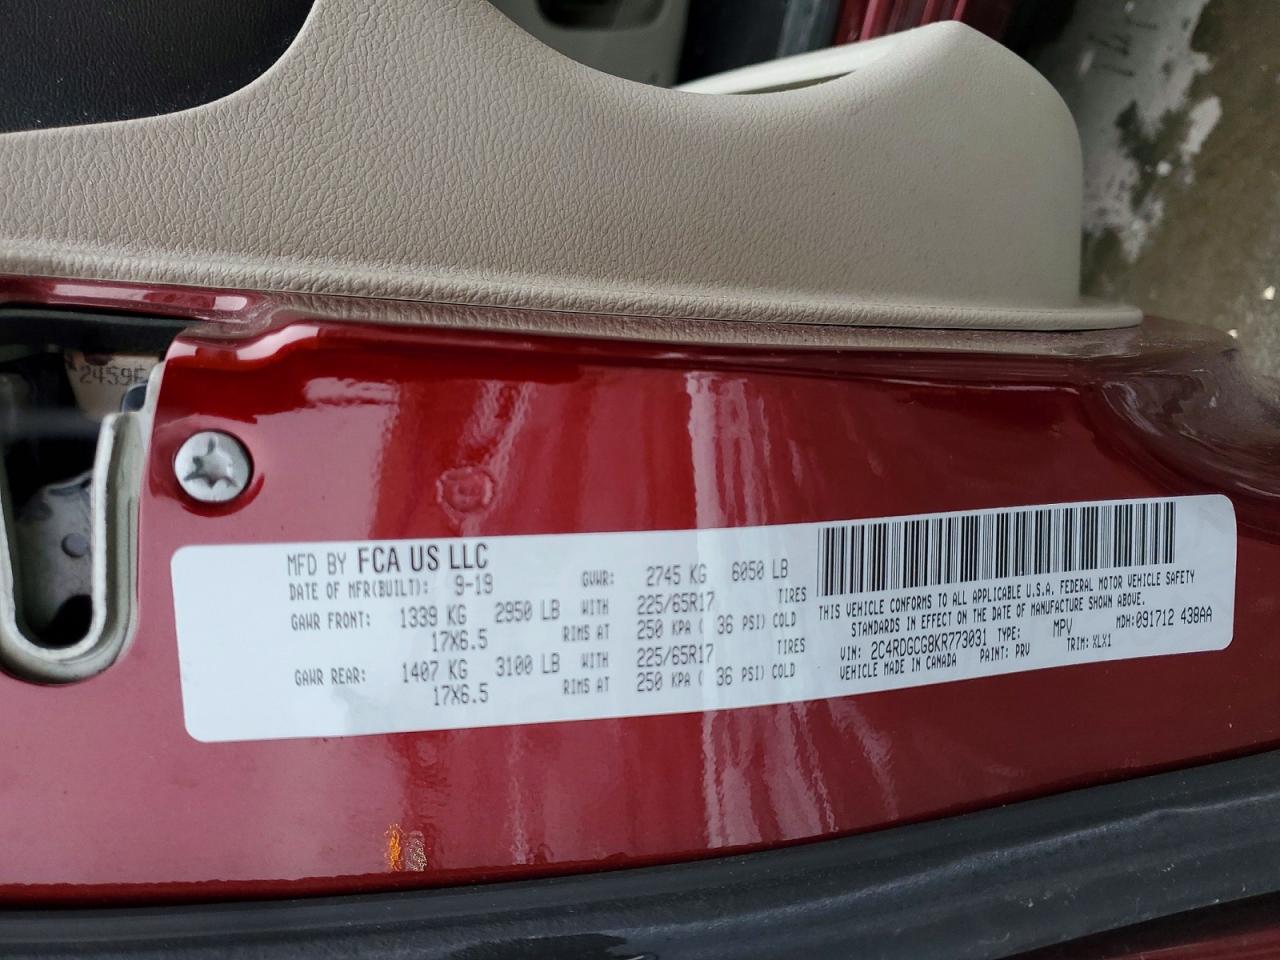 2459
MFD BY FCA US LLC
DATE OF MFR(BUILT): 9-19 GVWR: 2745 KG 6050 LB
GAWR FRONT: 1339 KG 2950 LB WITH 225/65R17 TIRES
17X6.5 RIMS AT 250 KPA ( 36 PSI) COLD
GAWR REAR: 1407 KG 3100 LB WITH 225/65R17 TIRES
17X6.5 RIMS AT 250 KPA ( 36 PSI) COLD
THIS VEHICLE CONFORMS TO ALL APPLICABLE U.S.A. FEDERAL MOTOR VEHICLE SAFETY
STANDARDS IN EFFECT ON THE DATE OF MANUFACTURE SHOWN ABOVE.
VIN: 2C4RDGCG8KR773031 TYPE: MPV MDH: 091712 438AA
VEHICLE MADE IN CANADA PAINT: PRV TRIM: XLX1